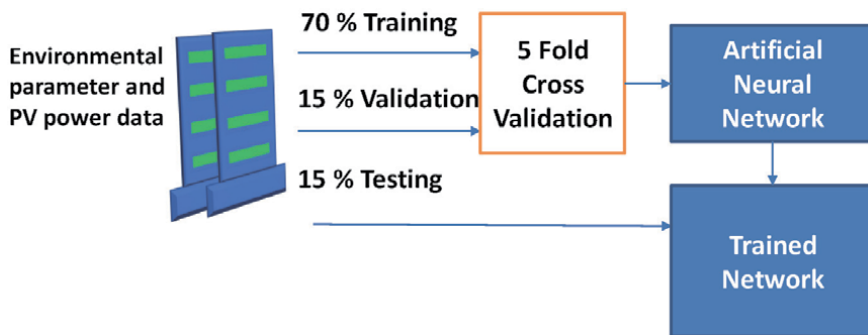 Environmental
parameter and
PV power data
70 % Training
15 % Validation
15 % Testing
5 Fold
Cross
Validation
Artificial
Neural
Network
Trained
Network